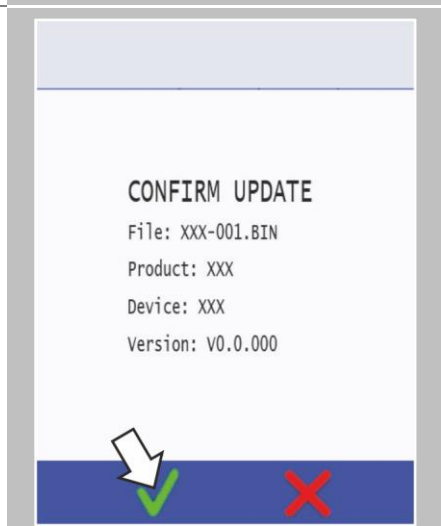 CONFIRM UPDATE
File: XXX-001.BIN
Product: XXX
Device: XXX
Version: V0.0.000